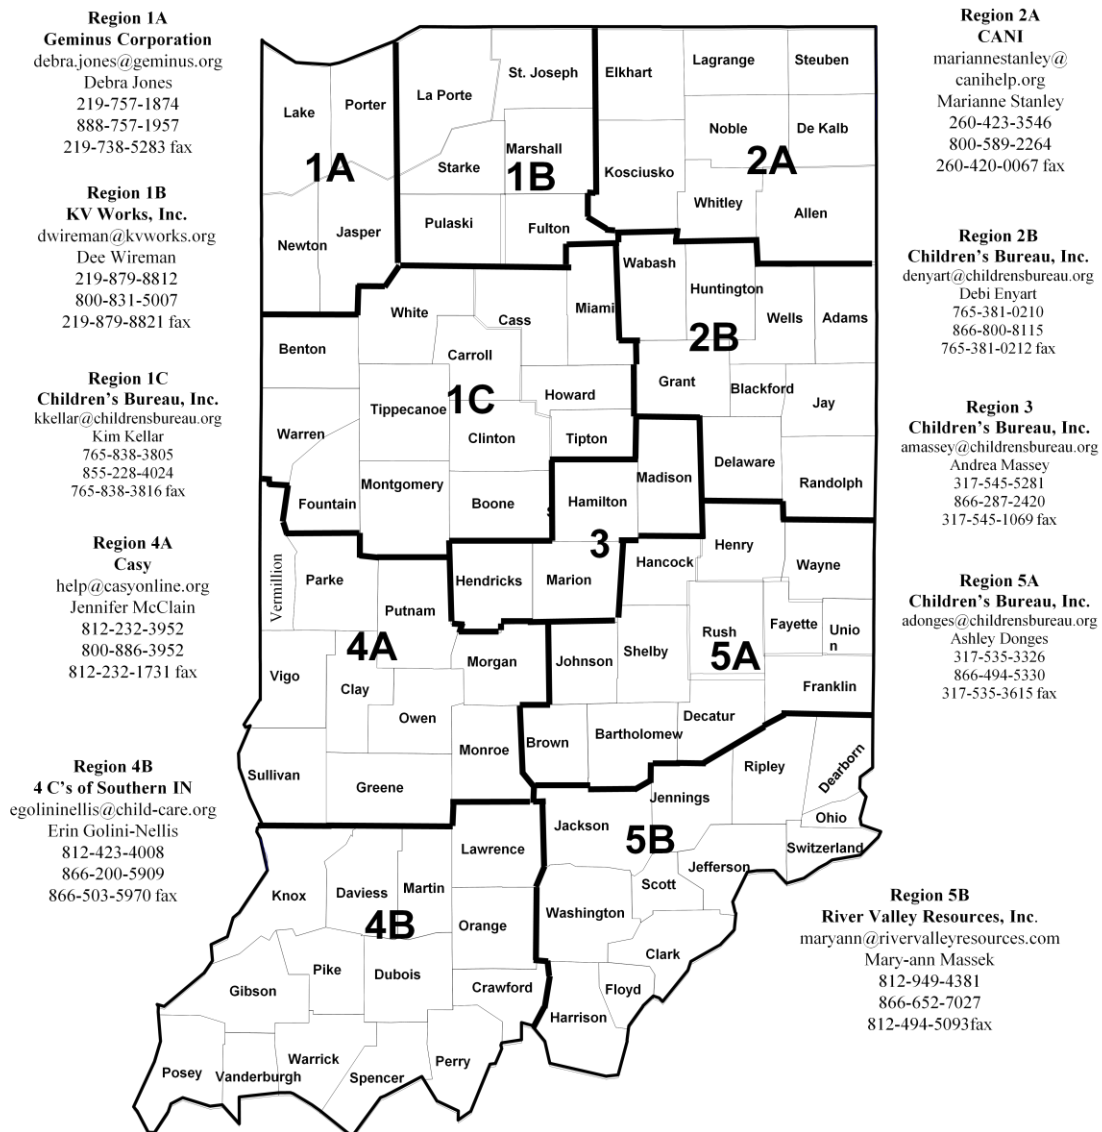 Region 1A
Geminus Corporation
debra.jones@geminus.org
Debra Jones
219-757-1874
888-757-1957
219-738-5283 fax
Region 1B
KV Works, Inc.
dwireman@kvworks.org
Dee Wireman
219-879-8812
800-831-5007
219-879-8821 fax
Region 1C
Children's Bureau, Inc.
kkellar@childrensbureau.org
Kim Kellar
765-838-3805
855-228-4024
765-838-3816 fax
Region 4A
Casy
help@casyonline.org
Jennifer McClain
812-232-3952
800-886-3952
812-232-1731 fax
Region 4B
4 C's of Southern IN
egolininellis@child-care.org
Erin Golini-Nellis
812-423-4008
866-200-5909
866-503-5970 fax
Lake
Porter
1A
Newton
Jasper
La Porte
St. Joseph
Starke
Marshall
1B
Pulaski
Fulton
Elkhart
Lagrange
Steuben
Noble
De Kalb
2A
Kosciusko
Whitley
Allen
Wabash
Huntington
Wells
Adams
2B
Grant
Blackford
Jay
Delaware
Randolph
White
Cass
Miami
Benton
Carroll
1C
Tippecanoe
Howard
Warren
Clinton
Tipton
Fountain
Montgomery
Boone
Madison
Hamilton
3
Hendricks
Marion
Vermillion
Parke
Putnam
4A
Morgan
Vigo
Clay
Owen
Monroe
Sullivan
Greene
Hancock
Henry
Wayne
Rush
Fayette
Unio
n
5A
Johnson
Shelby
Franklin
Decatur
Brown
Bartholomew
Ripley
Dearborn
Jennings
Ohio
Jackson
5B
Switzerland
Jefferson
Scott
Washington
Clark
Floyd
Harrison
Lawrence
Knox
Daviess
Martin
4B
Orange
Pike
Dubois
Gibson
Crawford
Posey
Vanderburgh
Warrick
Spencer
Perry
Region 2A
CANI
mariannestanley@
canihelp.org
Marianne Stanley
260-423-3546
800-589-2264
260-420-0067 fax
Region 2B
Children's Bureau, Inc.
denyart@childrensbureau.org
Debi Enyart
765-381-0210
866-800-8115
765-381-0212 fax
Region 3
Children's Bureau, Inc.
amassey@childrensbureau.org
Andrea Massey
317-545-5281
866-287-2420
317-545-1069 fax
Region 5A
Children's Bureau, Inc.
adonges@childrensbureau.org
Ashley Donges
317-535-3326
866-494-5330
317-535-3615 fax
Region 5B
River Valley Resources, Inc.
maryann@rivervalleyresources.com
Mary-ann Massek
812-949-4381
866-652-7027
812-494-5093fax